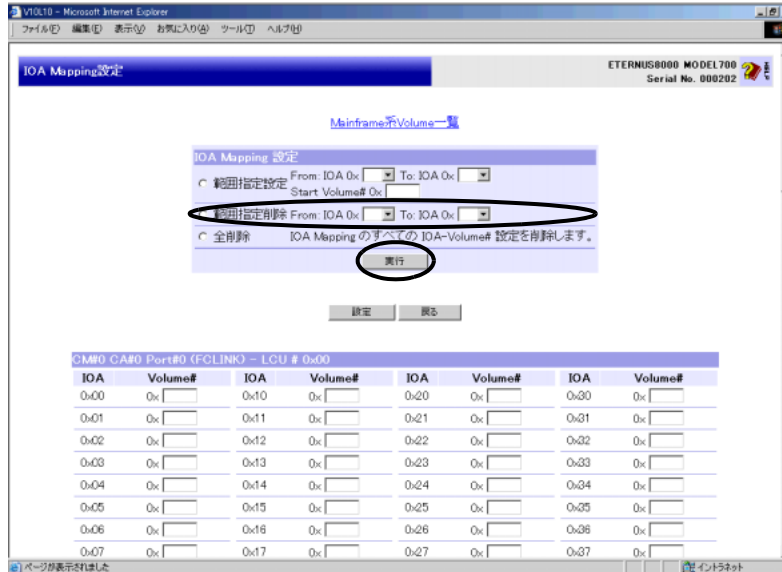 V10L10 - Microsoft Internet Explorer
ファイル(F) 編集(E) 表示(V) お気に入り(A) ツール(T) ヘルプ(H)
IOA Mapping設定
ETERNUS8000 MODEL700
Serial No. 000202
Mainframe系Volume一覧
IOA Mapping 設定
範囲指定設定 From: IOA 0x To: IOA 0x
Start Volume# 0x
範囲指定削除 From: IOA 0x To: IOA 0x
全削除 IOA Mapping のすべての IOA-Volume# 設定を削除します。
実行
設定 戻る
CM#0 CA#0 Port#0 (FCLINK) - LCU # 0x00
IOA Volume# IOA Volume# IOA Volume# IOA Volume#
0x00 0x 0x10 0x 0x20 0x 0x30 0x
0x01 0x 0x11 0x 0x21 0x 0x31 0x
0x02 0x 0x12 0x 0x22 0x 0x32 0x
0x03 0x 0x13 0x 0x23 0x 0x33 0x
0x04 0x 0x14 0x 0x24 0x 0x34 0x
0x05 0x 0x15 0x 0x25 0x 0x35 0x
0x06 0x 0x16 0x 0x26 0x 0x36 0x
0x07 0x 0x17 0x 0x27 0x 0x37 0x
ページが表示されました イントラネット